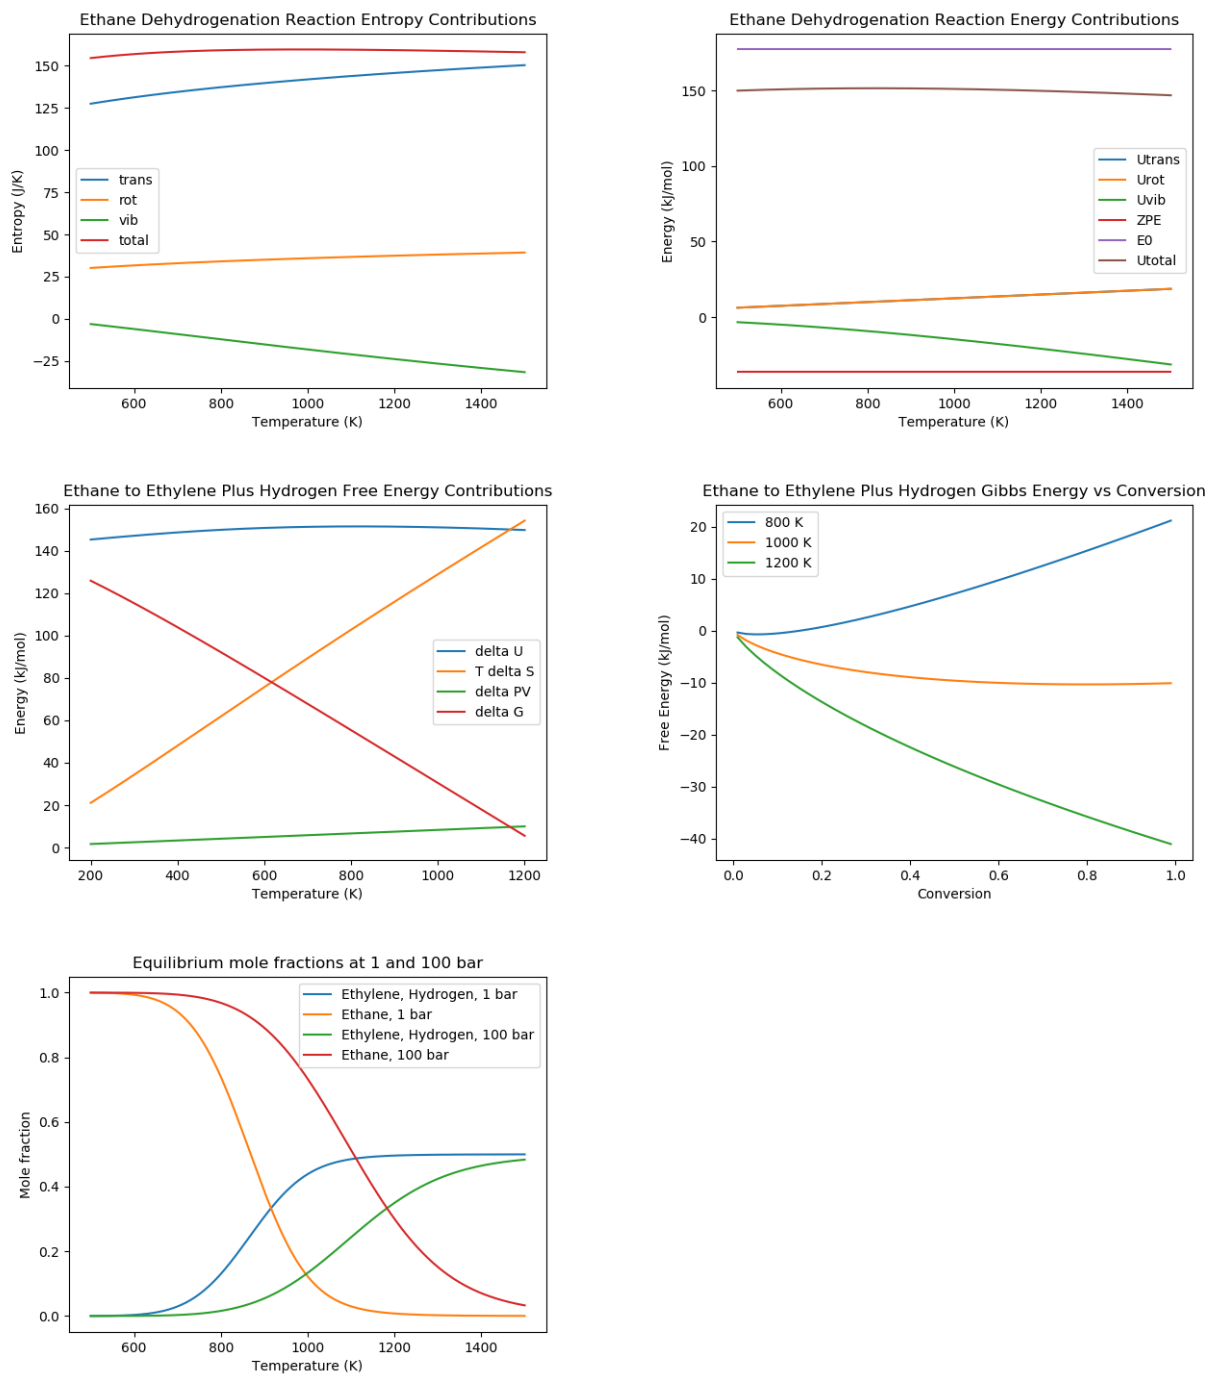 Ethane Dehydrogenation Reaction Entropy Contributions
150
125
100
75
50
25
0
−25
Entropy (J/K)
trans
rot
vib
total
600 800 1000 1200 1400
Temperature (K)
Ethane Dehydrogenation Reaction Energy Contributions
150
100
50
0
Energy (kJ/mol)
Utrans
Urot
Uvib
ZPE
E0
Utotal
600 800 1000 1200 1400
Temperature (K)
Ethane to Ethylene Plus Hydrogen Free Energy Contributions
160
140
120
100
80
60
40
20
0
Energy (kJ/mol)
delta U
T delta S
delta PV
delta G
200 400 600 800 1000 1200
Temperature (K)
Ethane to Ethylene Plus Hydrogen Gibbs Energy vs Conversion
20
10
0
−10
−20
−30
−40
Free Energy (kJ/mol)
800 K
1000 K
1200 K
0.0 0.2 0.4 0.6 0.8 1.0
Conversion
Equilibrium mole fractions at 1 and 100 bar
1.0
0.8
0.6
0.4
0.2
0.0
Mole fraction
Ethylene, Hydrogen, 1 bar
Ethane, 1 bar
Ethylene, Hydrogen, 100 bar
Ethane, 100 bar
600 800 1000 1200 1400
Temperature (K)